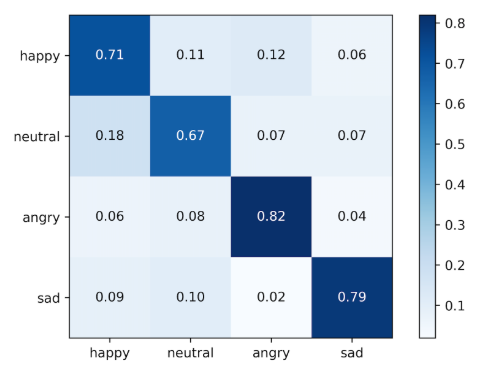 happy 0.71 0.11 0.12 0.06
neutral 0.18 0.67 0.07 0.07
angry 0.06 0.08 0.82 0.04
sad 0.09 0.10 0.02 0.79
happy neutral angry sad
0.8
0.7
0.6
0.5
0.4
0.3
0.2
0.1